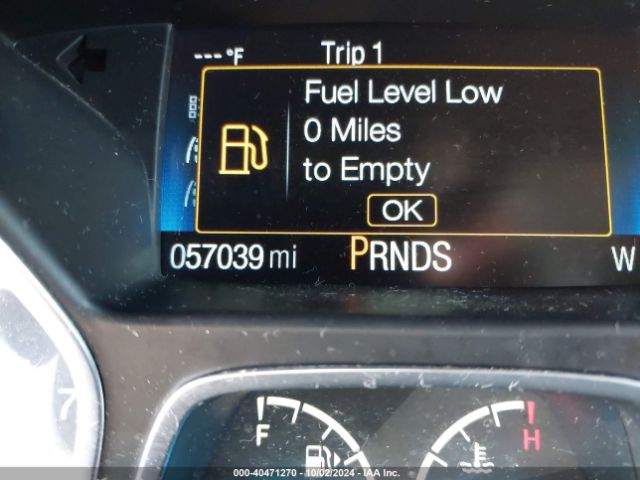 --- °F Trip 1
Fuel Level Low
0 Miles
to Empty
OK
057039 mi PRNDS W
7
F H
000-40471270 - 10/02/2024 - IAA Inc.